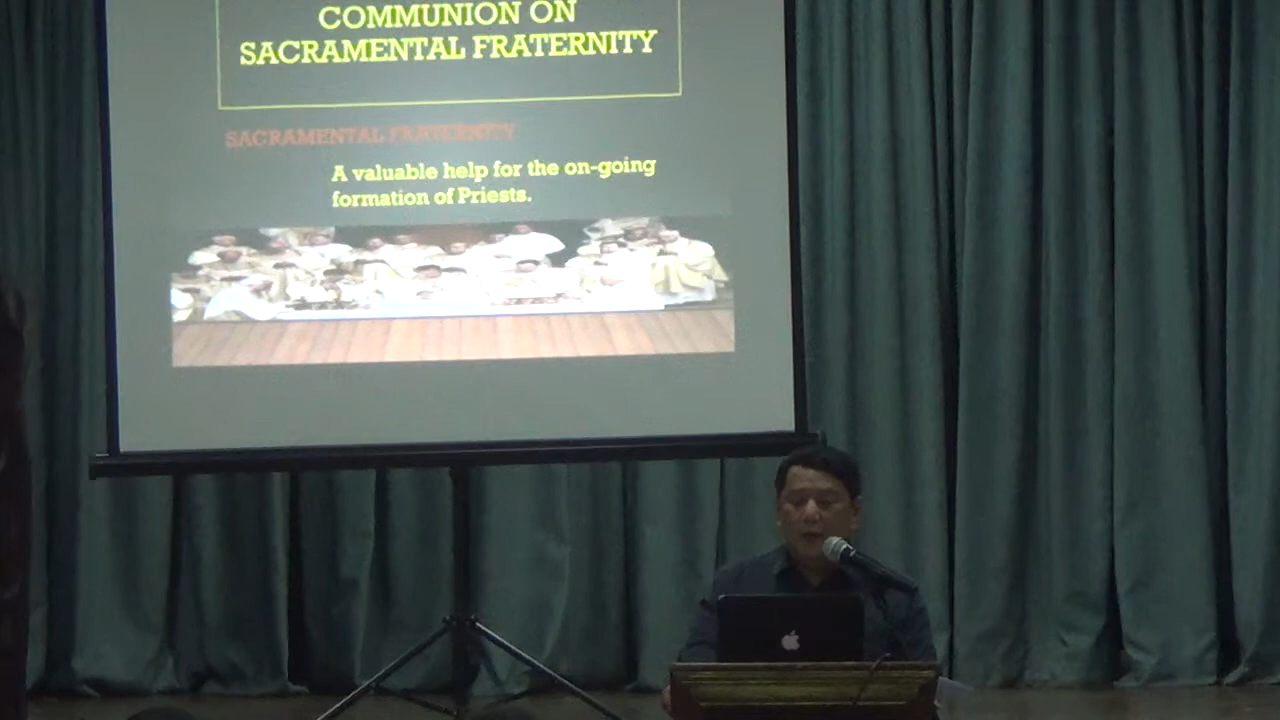 COMMUNION ON
SACRAMENTAL FRATERNITY
SACRAMENTAL FRATERNITY
A valuable help for the on-going
formation of Priests.